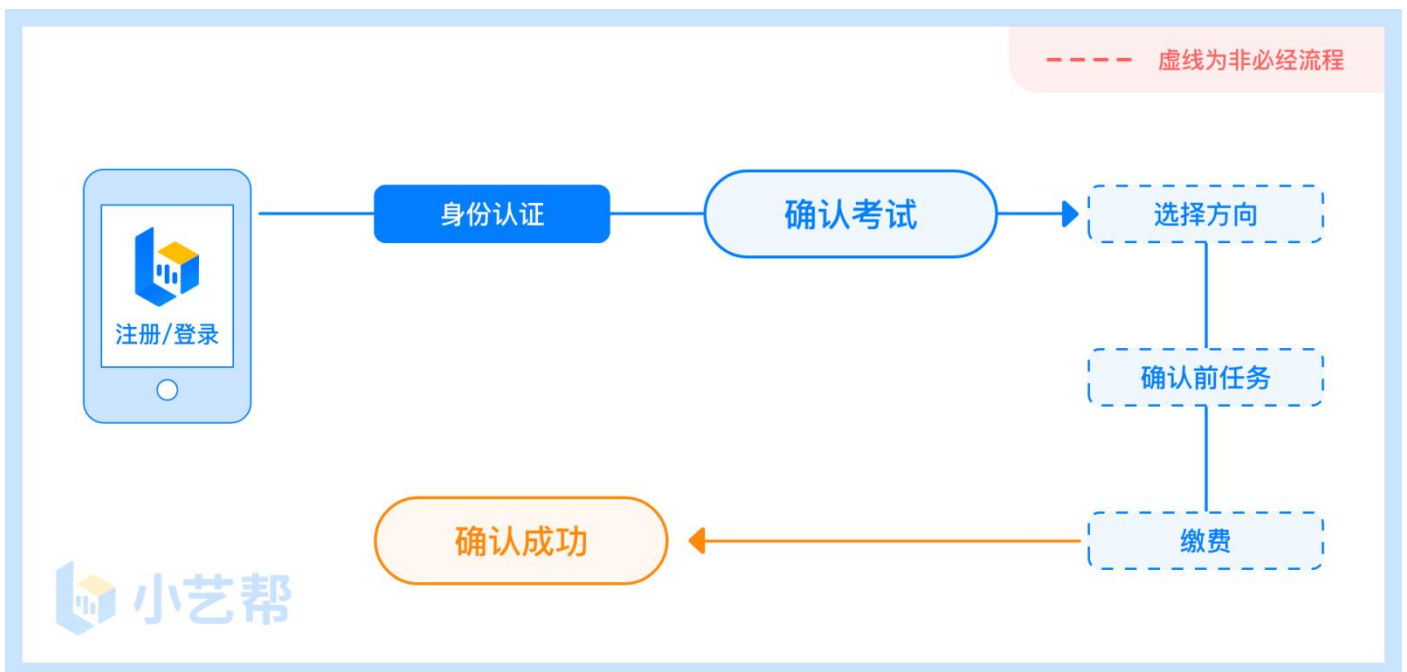 虚线为非必经流程
注册/登录
身份认证
确认考试
选择方向
确认前任务
缴费
确认成功
小艺帮